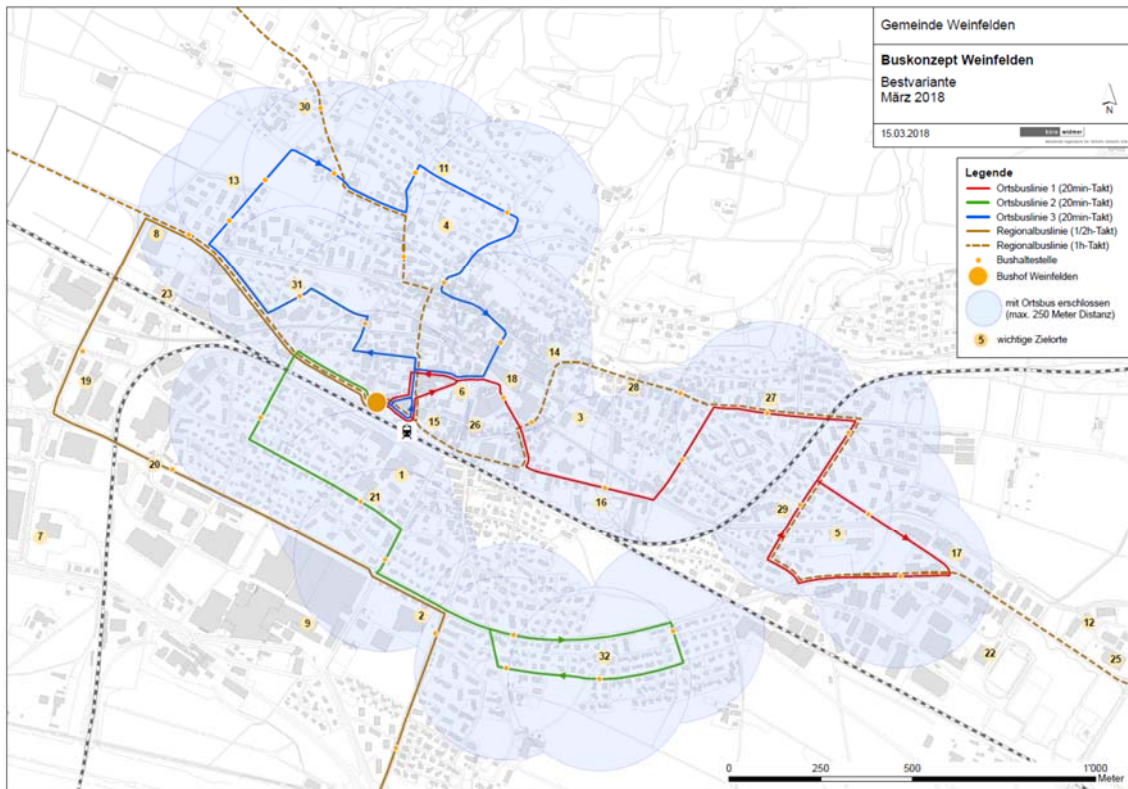 Gemeinde Weinfelden
Buskonzept Weinfelden
Bestvariante
März 2018
N
15.03.2018
büro widmer
Legende
Ortsbuslinie 1 (20min-Takt)
Ortsbuslinie 2 (20min-Takt)
Ortsbuslinie 3 (20min-Takt)
Regionalbuslinie (1/2h-Takt)
Regionalbuslinie (1h-Takt)
Bushaltestelle
Bushof Weinfelden
mit Ortsbus erschlossen
(max. 250 Meter Distanz)
5 wichtige Zielorte
30
11
13
4
8
31
23
14
28
19
6
18
27
15
26
3
1
20
21
16
29
7
5
17
2
9
32
12
22
25
0 250 500 1'000
Meter